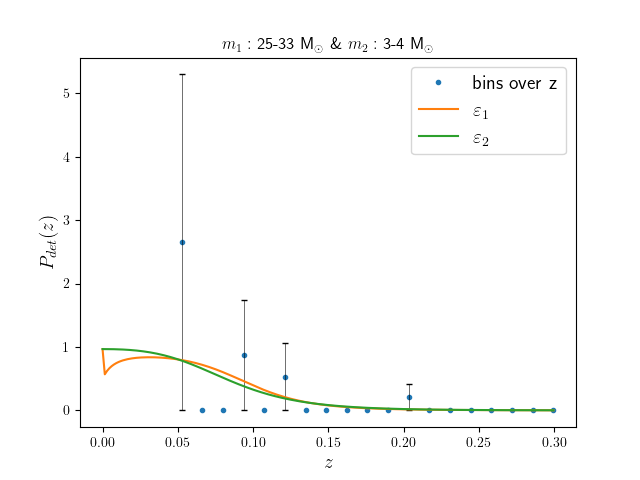 m₁ : 25-33 M⊙ & m₂ : 3-4 M⊙
bins over z
ε₁
ε₂
P_det(z)
5
4
3
2
1
0
0.00 0.05 0.10 0.15 0.20 0.25 0.30
z